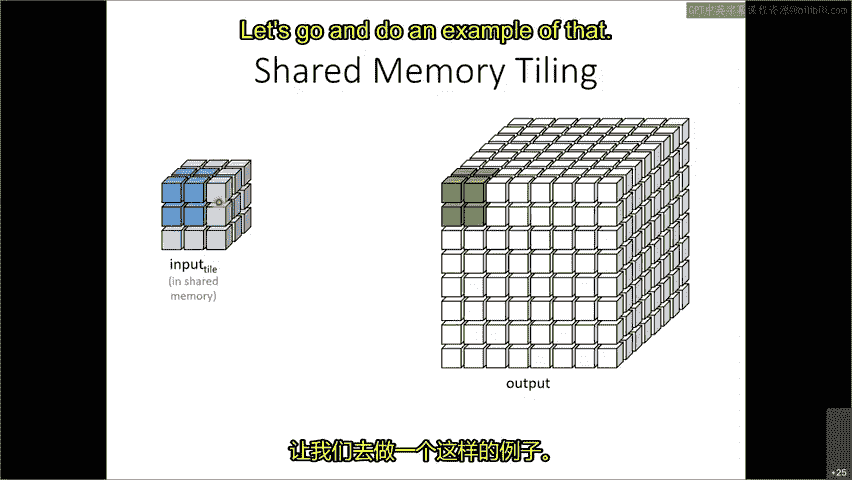 Let's go and do an example of that.
Shared Memory Tiling
input tile
(in shared
memory)
output
让我们去做一个这样的例子。
+25